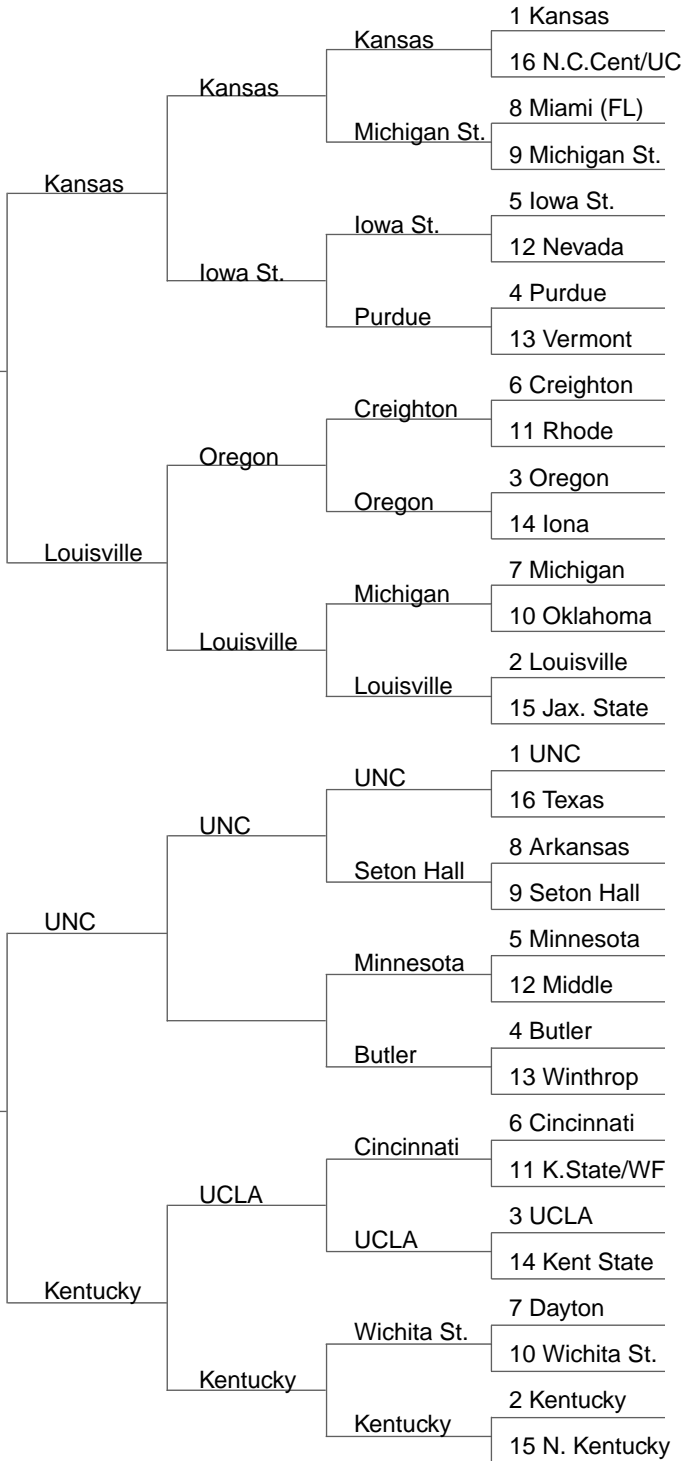 1 Kansas
Kansas
16 N.C.Cent/UC
Kansas
8 Miami (FL)
Michigan St.
9 Michigan St.
Kansas
5 Iowa St.
Iowa St.
12 Nevada
Iowa St.
4 Purdue
Purdue
13 Vermont
6 Creighton
Creighton
11 Rhode
Oregon
3 Oregon
Oregon
14 Iona
Louisville
7 Michigan
Michigan
10 Oklahoma
Louisville
2 Louisville
Louisville
15 Jax. State
1 UNC
UNC
16 Texas
UNC
8 Arkansas
Seton Hall
9 Seton Hall
UNC
5 Minnesota
Minnesota
12 Middle
4 Butler
Butler
13 Winthrop
6 Cincinnati
Cincinnati
11 K.State/WF
UCLA
3 UCLA
UCLA
14 Kent State
Kentucky
7 Dayton
Wichita St.
10 Wichita St.
Kentucky
2 Kentucky
Kentucky
15 N. Kentucky